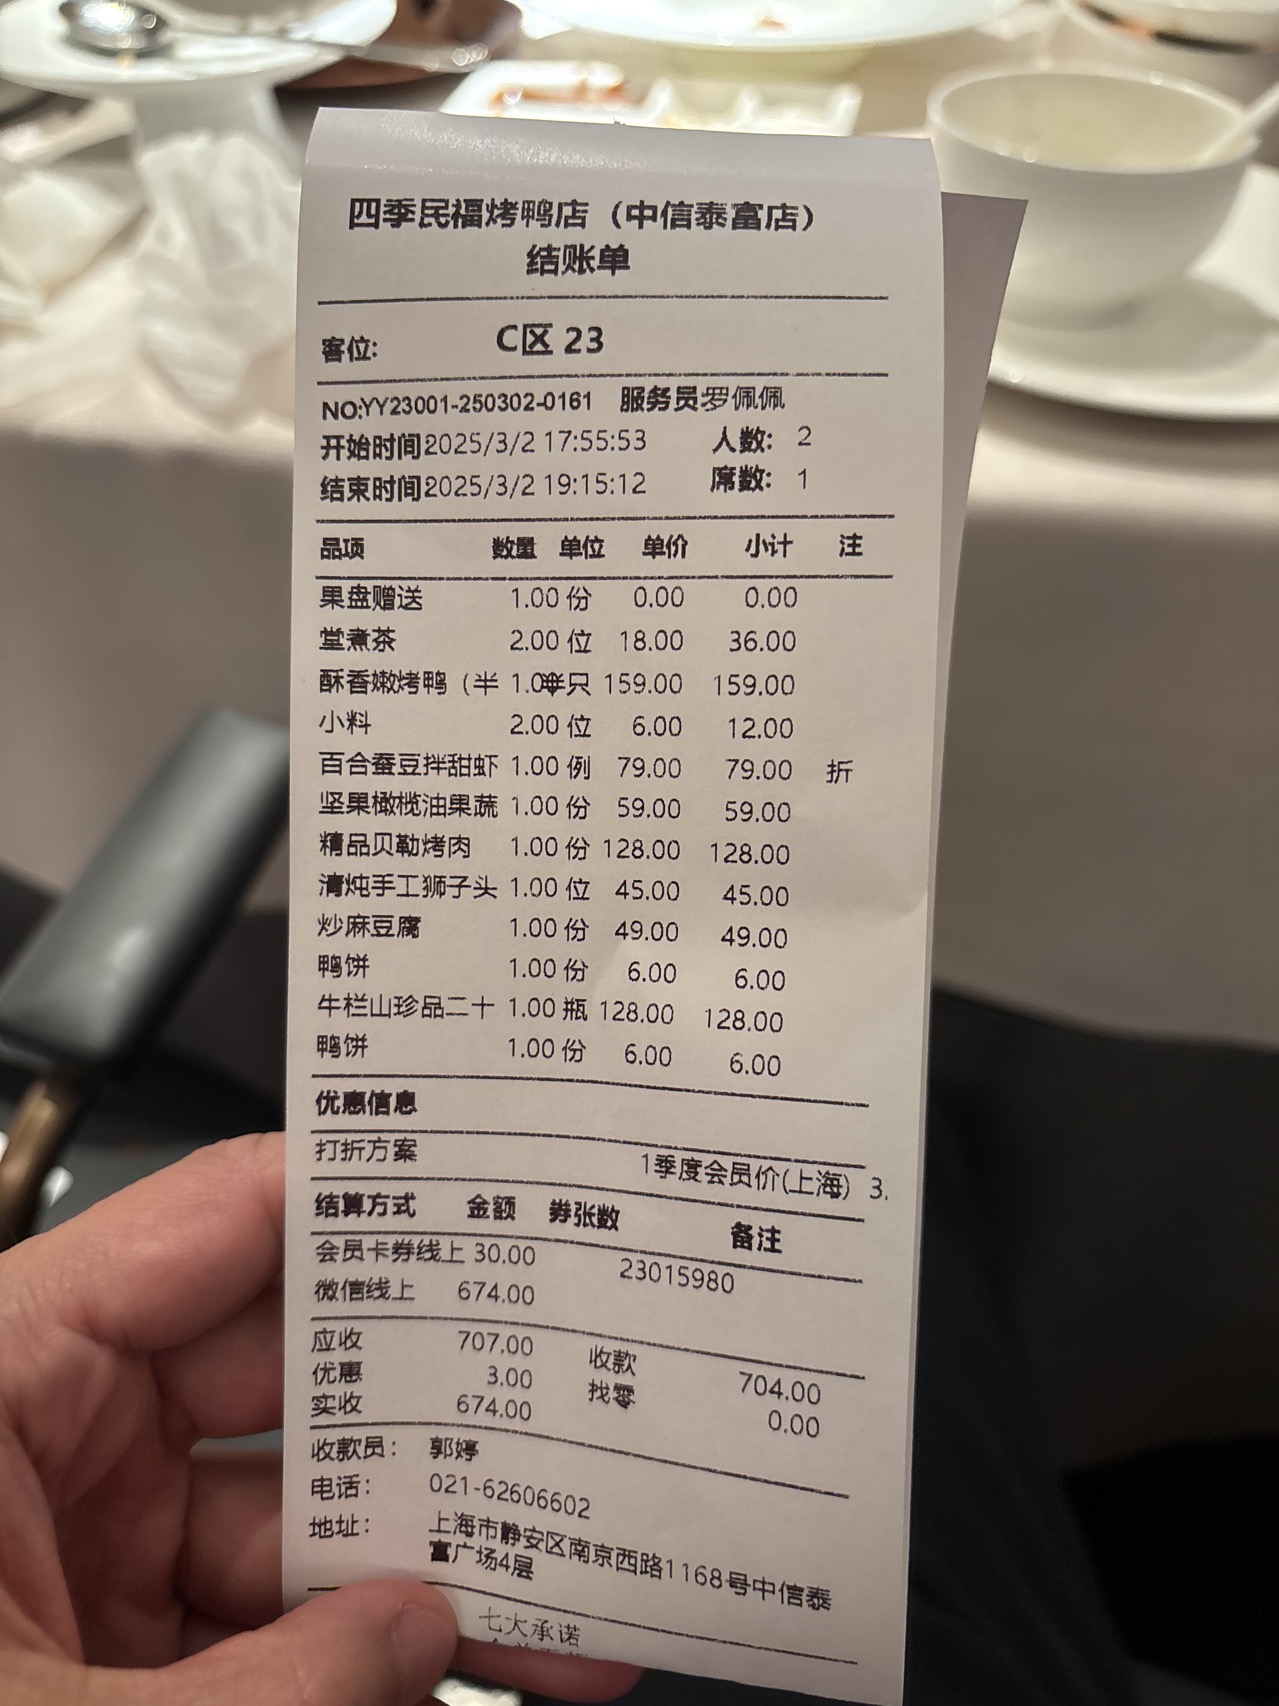 四季民福烤鸭店（中信泰富店）
结账单
客位: C区 23
NO:YY23001-250302-0161 服务员:罗佩佩
开始时间2025/3/2 17:55:53 人数: 2
结束时间2025/3/2 19:15:12 席数: 1
品项 数量 单位 单价 小计 注
果盘赠送 1.00 份 0.00 0.00
堂煮茶 2.00 位 18.00 36.00
酥香嫩烤鸭（半 1.00半只 159.00 159.00
小料 2.00 位 6.00 12.00
百合蚕豆拌甜虾 1.00 例 79.00 79.00 折
坚果橄榄油果蔬 1.00 份 59.00 59.00
精品贝勒烤肉 1.00 份 128.00 128.00
清炖手工狮子头 1.00 位 45.00 45.00
炒麻豆腐 1.00 份 49.00 49.00
鸭饼 1.00 份 6.00 6.00
牛栏山珍品二十 1.00 瓶 128.00 128.00
鸭饼 1.00 份 6.00 6.00
优惠信息
打折方案 1季度会员价(上海) 3.
结算方式 金额 券张数 备注
会员卡券线上 30.00 23015980
微信线上 674.00
应收 707.00 收款 704.00
优惠 3.00 找零 0.00
实收 674.00
收款员: 郭婷
电话: 021-62606602
地址: 上海市静安区南京西路1168号中信泰
富广场4层
七大承诺